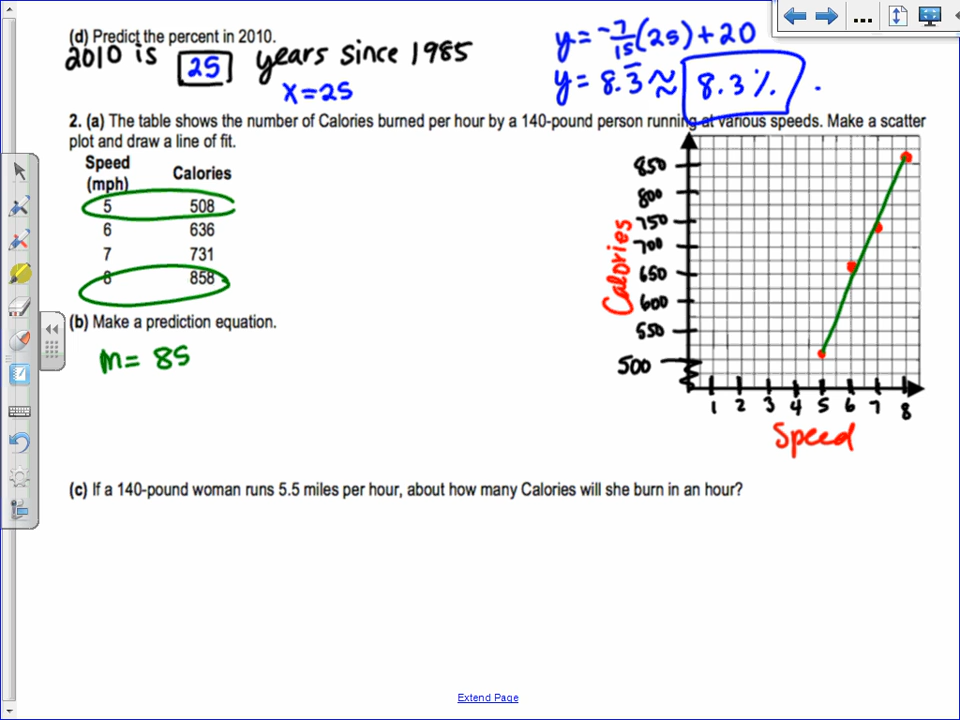 (d) Predict the percent in 2010.
2010 is 25 years since 1985
x=25
y = -7/15 (25) + 20
y = 8.3̅ ≈ 8.3%.
2. (a) The table shows the number of Calories burned per hour by a 140-pound person running at various speeds. Make a scatter
plot and draw a line of fit.
Speed
(mph) Calories
5 508
6 636
7 731
8 858
(b) Make a prediction equation.
m = 85
Calories
850
800
750
700
650
600
550
500
1 2 3 4 5 6 7 8
Speed
(c) If a 140-pound woman runs 5.5 miles per hour, about how many Calories will she burn in an hour?
Extend Page